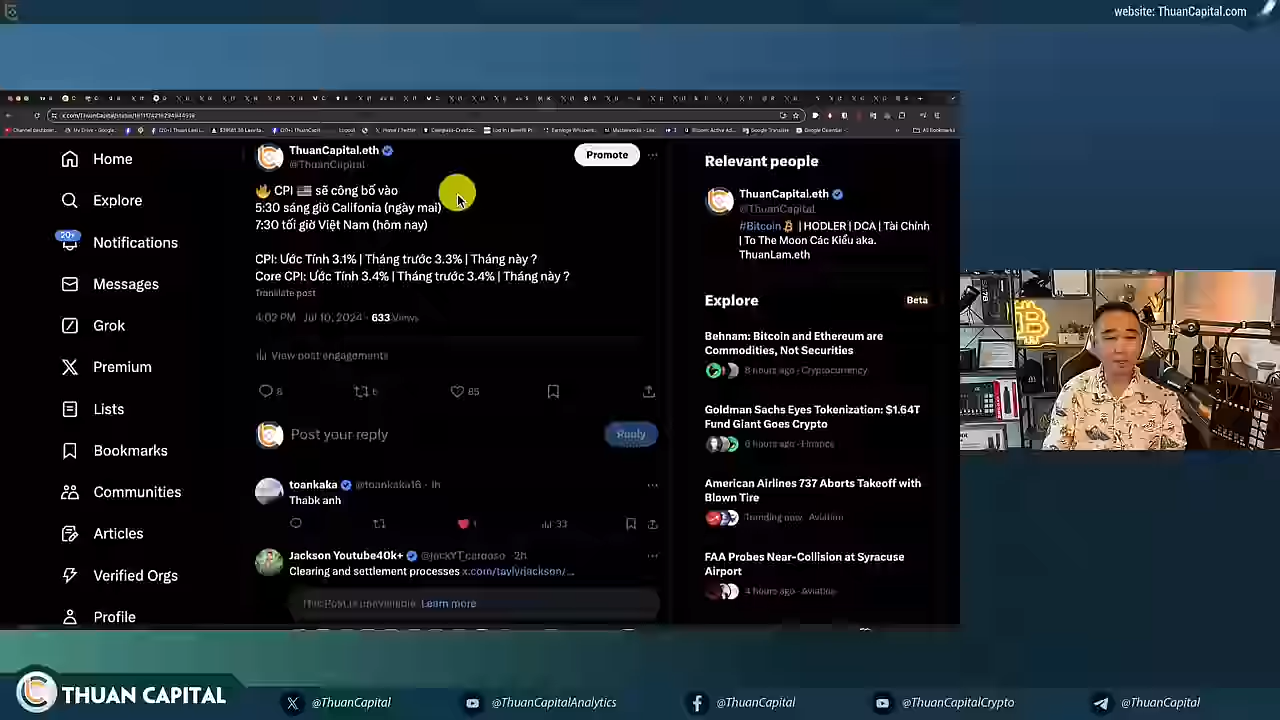 website: ThuanCapital.com
Home
Explore
Notifications
20+
Messages
Grok
Premium
Lists
Bookmarks
Communities
Articles
Verified Orgs
Profile
ThuanCapital.eth
@ThuanCapital
Promote
🔥 CPI 🇺🇸 sẽ công bố vào
5:30 sáng giờ Califonia (ngày mai)
7:30 tối giờ Việt Nam (hôm nay)
CPI: Ước Tính 3.1% | Tháng trước 3.3% | Tháng này ?
Core CPI: Ước Tính 3.4% | Tháng trước 3.4% | Tháng này ?
Translate post
4:02 PM · Jul 10, 2024 · 633 Views
View post engagements
8
6
85
Post your reply
Reply
toankaka @toankaka16 · 1h
Thabk anh
1
33
Jackson Youtube40k+ · 2h
Clearing and settlement processes x.com/taylyrjackson/...
This Post is unavailable. Learn more
Relevant people
ThuanCapital.eth
@ThuanCapital
#Bitcoin | HODLER | DCA | Tài Chính
| To The Moon Các Kiểu aka.
ThuanLam.eth
Explore
Beta
Behnam: Bitcoin and Ethereum are
Commodities, Not Securities
8 hours ago · Cryptocurrency
Goldman Sachs Eyes Tokenization: $1.64T
Fund Giant Goes Crypto
6 hours ago · Finance
American Airlines 737 Aborts Takeoff with
Blown Tire
Trending now · Aviation
FAA Probes Near-Collision at Syracuse
Airport
4 hours ago · Aviation
THUAN CAPITAL
@ThuanCapital
@ThuanCapitalAnalytics
@ThuanCapital
@ThuanCapitalCrypto
@ThuanCapital